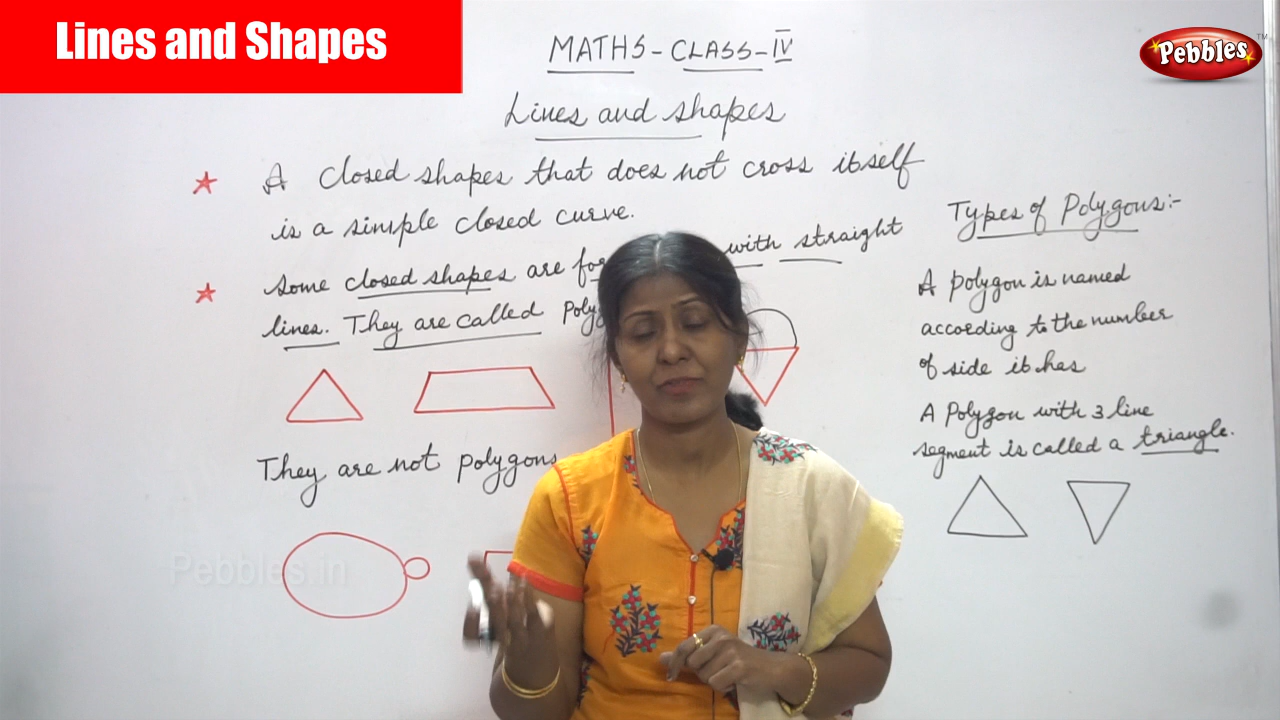 Lines and Shapes
Pebbles
TM
MATHS - CLASS - IV
Lines and shapes
★ A closed shapes that does not cross itself
is a simple closed curve.
★ Some closed shapes are with straight
lines. They are called
They are not polygons
Types of Polygons:-
A polygon is named
according to the number
of side it has
A Polygon with 3 line
segment is called a triangle.
Pebbles.in